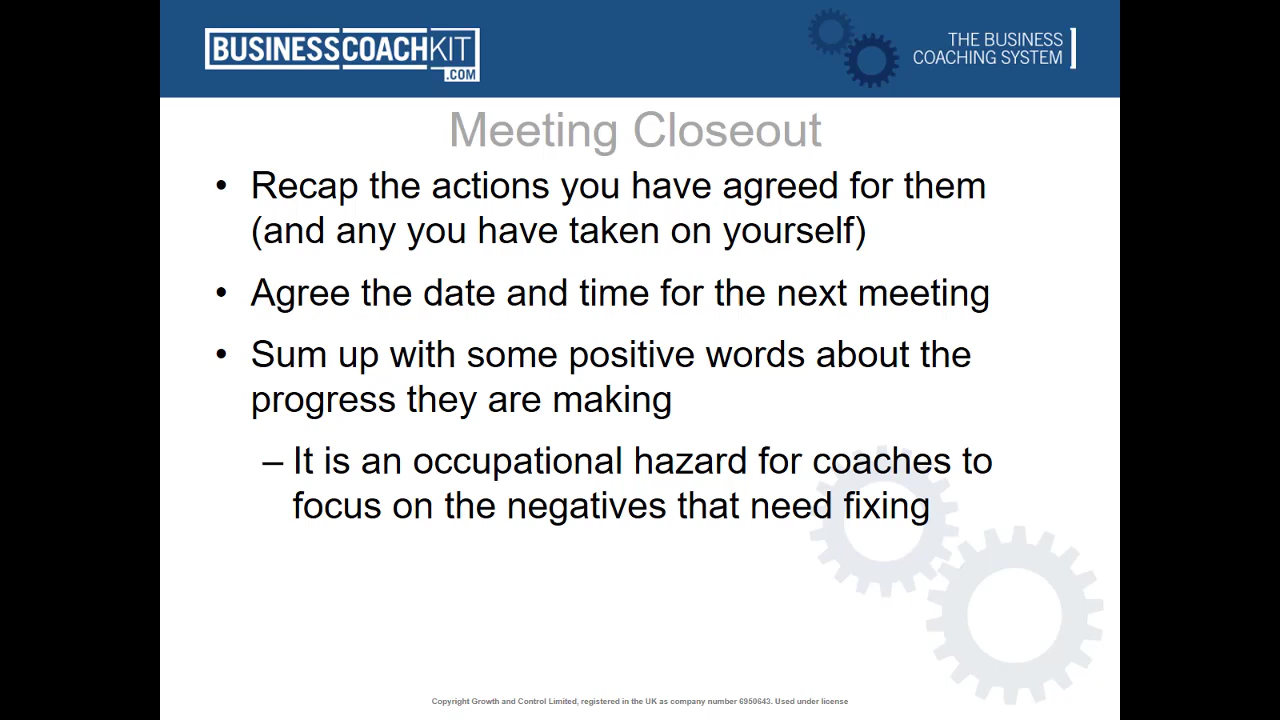 BUSINESSCOACHKIT
.COM
THE BUSINESS
COACHING SYSTEM
Meeting Closeout
• Recap the actions you have agreed for them
(and any you have taken on yourself)
• Agree the date and time for the next meeting
• Sum up with some positive words about the
progress they are making
– It is an occupational hazard for coaches to
focus on the negatives that need fixing
Copyright Growth and Control Limited, registered in the UK as company number 6950643. Used under license